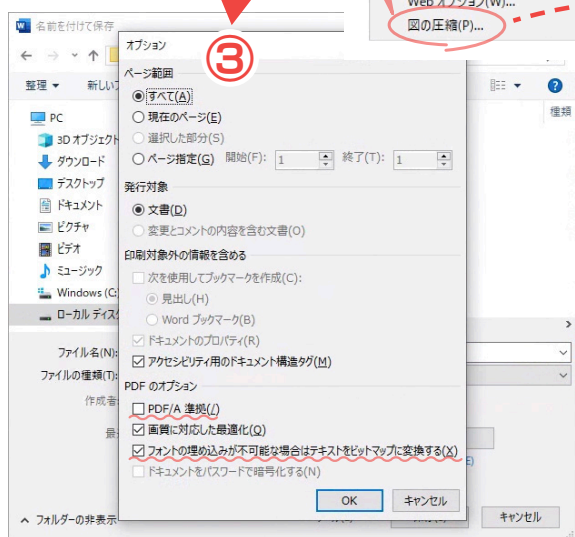 Web オプション(W)...
図の圧縮(P)...
名前を付けて保存
オプション
③
整理
新しい
種類
PC
3D オブジェクト
ダウンロード
デスクトップ
ドキュメント
ピクチャ
ビデオ
ミュージック
Windows (C:
ローカル ディス
ファイル名(N):
ファイルの種類(T):
作成者
フォルダーの非表示
キャンセル
ページ範囲
すべて(A)
現在のページ(E)
選択した部分(S)
ページ指定(G) 開始(F): 1 終了(T): 1
発行対象
文書(D)
変更とコメントの内容を含む文書(O)
印刷対象外の情報を含める
次を使用してブックマークを作成(C):
見出し(H)
Word ブックマーク(B)
ドキュメントのプロパティ(R)
アクセシビリティ用のドキュメント構造タグ(M)
PDF のオプション
PDF/A 準拠(/)
画質に対応した最適化(Q)
フォントの埋め込みが不可能な場合はテキストをビットマップに変換する(X)
ドキュメントをパスワードで暗号化する(N)
OK
キャンセル